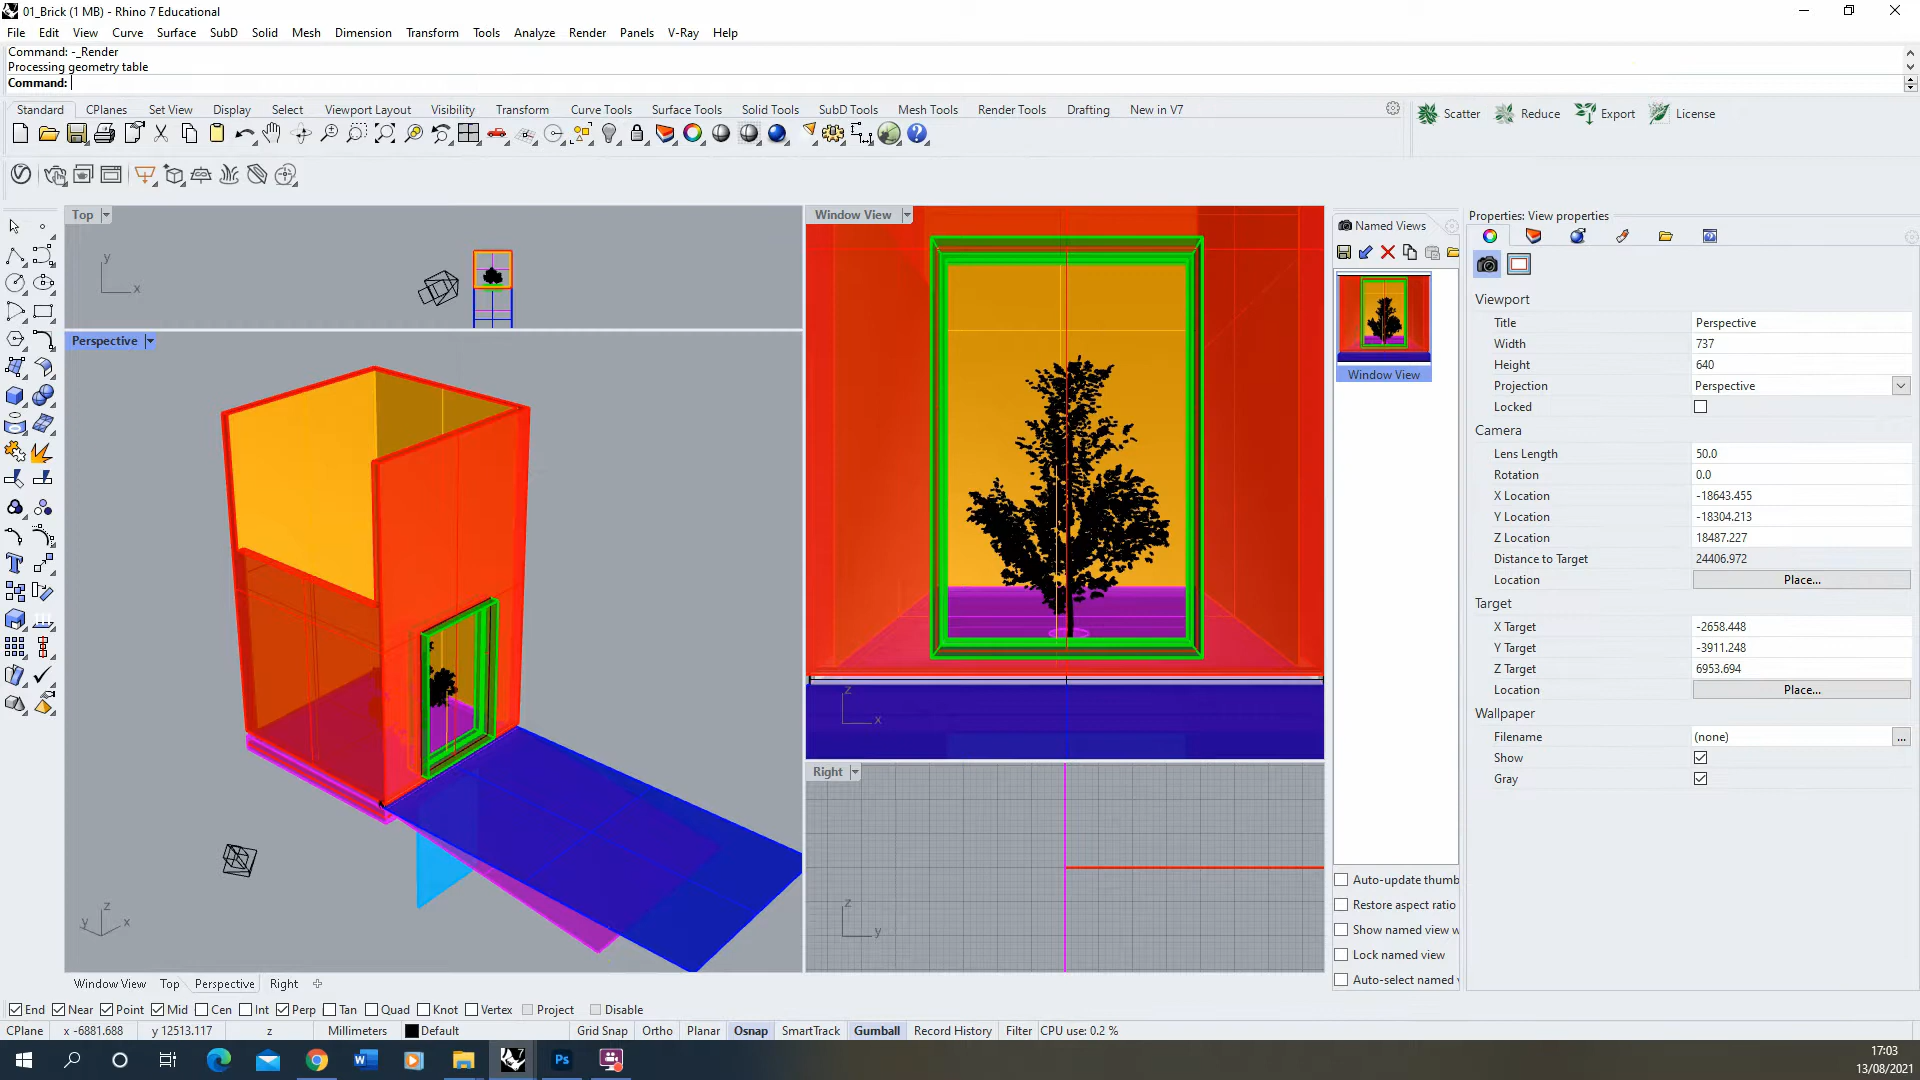 01_Brick (1 MB) - Rhino 7 Educational
File Edit View Curve Surface SubD Solid Mesh Dimension Transform Tools Analyze Render Panels V-Ray Help
Command: -_Render
Processing geometry table
Command:
Standard CPlanes Set View Display Select Viewport Layout Visibility Transform Curve Tools Surface Tools Solid Tools SubD Tools Mesh Tools Render Tools Drafting New in V7
Scatter Reduce Export License
Top
y
x
Perspective
z
y x
Window View
z
x
Right
z
y
Named Views
Window View
Auto-update thumb
Restore aspect ratio
Show named view w
Lock named view
Auto-select named v
Properties: View properties
Viewport
Title Perspective
Width 737
Height 640
Projection Perspective
Locked
Camera
Lens Length 50.0
Rotation 0.0
X Location -18643.455
Y Location -18304.213
Z Location 18487.227
Distance to Target 24406.972
Location Place...
Target
X Target -2658.448
Y Target -3911.248
Z Target 6953.694
Location Place...
Wallpaper
Filename (none) ...
Show
Gray
Window View Top Perspective Right
End Near Point Mid Cen Int Perp Tan Quad Knot Vertex Project Disable
CPlane x -6881.688 y 12513.117 z Millimeters Default Grid Snap Ortho Planar Osnap SmartTrack Gumball Record History Filter CPU use: 0.2 %
17:03
13/08/2021